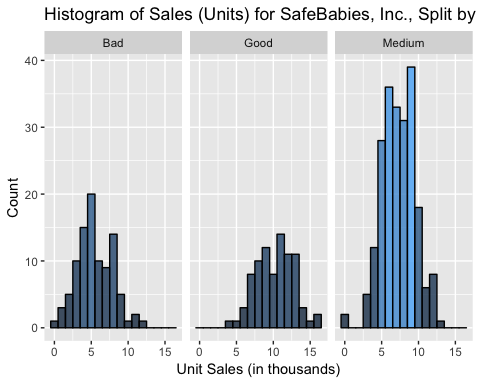 Histogram of Sales (Units) for SafeBabies, Inc., Split by
Bad Good Medium
40
30
20
10
0
0 5 10 15 0 5 10 15 0 5 10 15
Count
Unit Sales (in thousands)